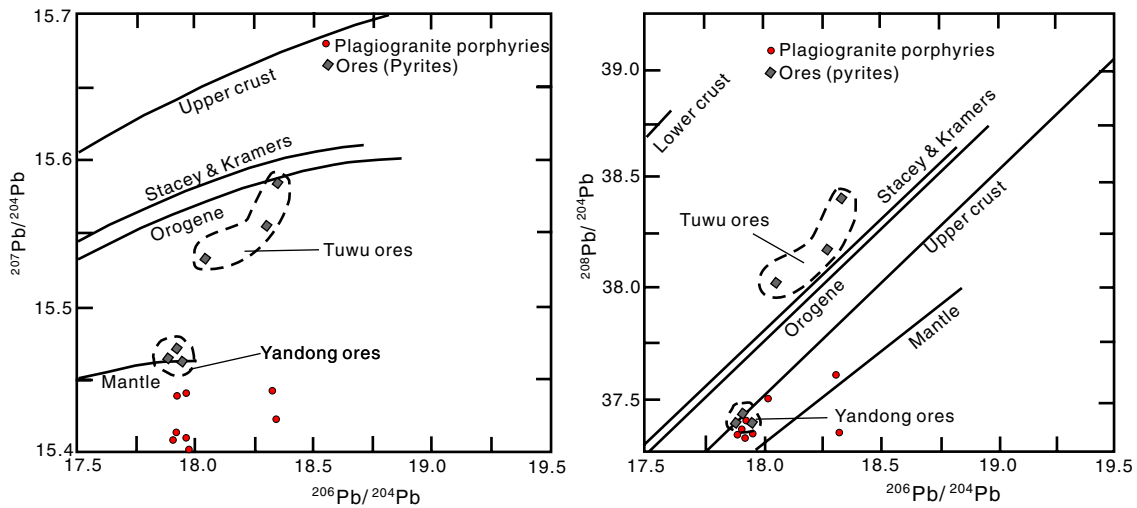 15.7
15.6
15.5
15.4
²⁰⁷Pb/²⁰⁴Pb
Plagiogranite porphyries
Ores (Pyrites)
Upper crust
Stacey & Kramers
Orogene
Tuwu ores
Yandong ores
Mantle
17.5 18.0 18.5 19.0 19.5
²⁰⁶Pb/²⁰⁴Pb
39.0
38.5
38.0
37.5
²⁰⁸Pb/²⁰⁴Pb
Plagiogranite porphyries
Ores (pyrites)
Lower crust
Stacey & Kramers
Tuwu ores
Upper crust
Orogene
Mantle
Yandong ores
17.5 18.0 18.5 19.0 19.5
²⁰⁶Pb/²⁰⁴Pb